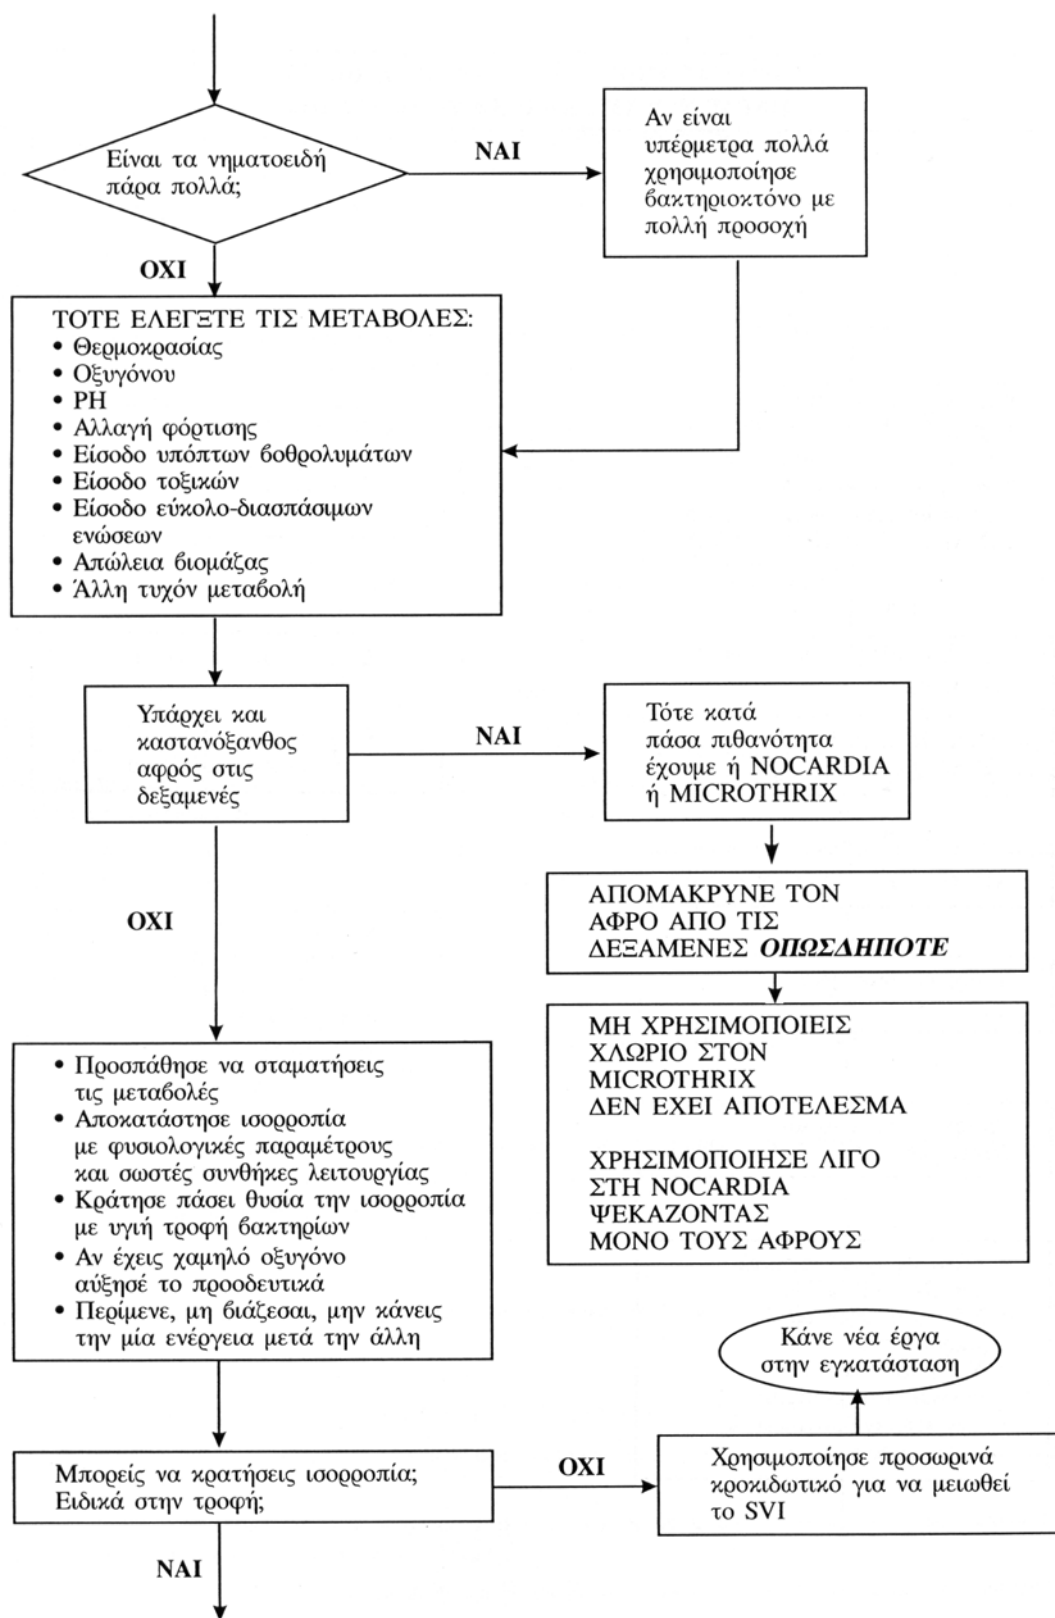 Είναι τα νηματοειδή
πάρα πολλά;
ΝΑΙ
Αν είναι
υπέρμετρα πολλά
χρησιμοποίησε
βακτηριοκτόνο με
πολλή προσοχή
ΟΧΙ
ΤΟΤΕ ΕΛΕΓΞΤΕ ΤΙΣ ΜΕΤΑΒΟΛΕΣ:
• Θερμοκρασίας
• Οξυγόνου
• PH
• Αλλαγή φόρτισης
• Είσοδο υπόπτων βοθρολυμάτων
• Είσοδο τοξικών
• Είσοδο εύκολο-διασπάσιμων
ενώσεων
• Απώλεια βιομάζας
• Άλλη τυχόν μεταβολή
Υπάρχει και
καστανόξανθος
αφρός στις
δεξαμενές
ΝΑΙ
Τότε κατά
πάσα πιθανότητα
έχουμε ή NOCARDIA
ή MICROTHRIX
ΑΠΟΜΑΚΡΥΝΕ ΤΟΝ
ΑΦΡΟ ΑΠΟ ΤΙΣ
ΔΕΞΑΜΕΝΕΣ ΟΠΩΣΔΗΠΟΤΕ
ΜΗ ΧΡΗΣΙΜΟΠΟΙΕΙΣ
ΧΛΩΡΙΟ ΣΤΟΝ
MICROTHRIX
ΔΕΝ ΕΧΕΙ ΑΠΟΤΕΛΕΣΜΑ
ΧΡΗΣΙΜΟΠΟΙΗΣΕ ΛΙΓΟ
ΣΤΗ NOCARDIA
ΨΕΚΑΖΟΝΤΑΣ
ΜΟΝΟ ΤΟΥΣ ΑΦΡΟΥΣ
ΟΧΙ
• Προσπάθησε να σταματήσεις
τις μεταβολές
• Αποκατάστησε ισορροπία
με φυσιολογικές παραμέτρους
και σωστές συνθήκες λειτουργίας
• Κράτησε πάσει θυσία την ισορροπία
με υγιή τροφή βακτηρίων
• Αν έχεις χαμηλό οξυγόνο
αύξησέ το προοδευτικά
• Περίμενε, μη βιάζεσαι, μην κάνεις
την μία ενέργεια μετά την άλλη
Μπορείς να κρατήσεις ισορροπία;
Ειδικά στην τροφή;
ΟΧΙ
Χρησιμοποίησε προσωρινά
κροκιδωτικό για να μειωθεί
το SVI
Κάνε νέα έργα
στην εγκατάσταση
ΝΑΙ